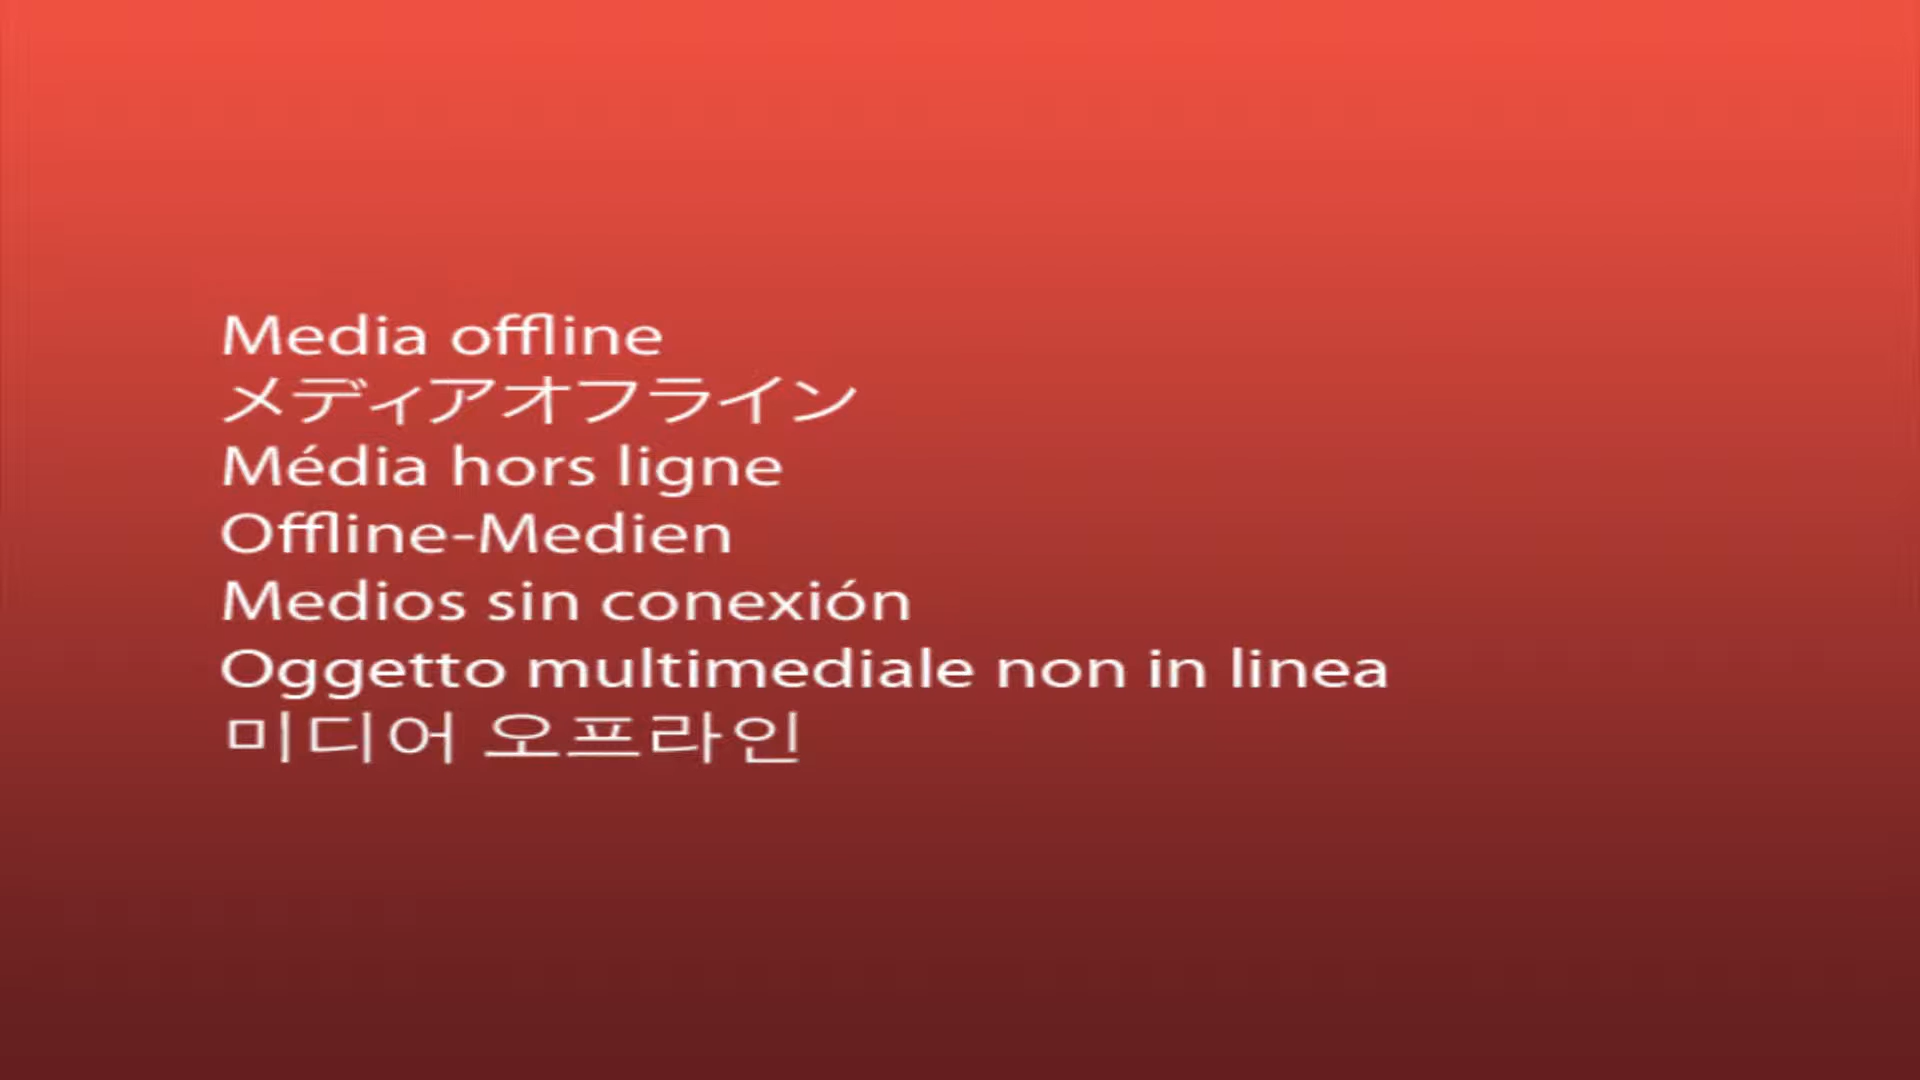 Media offline
メディアオフライン
Média hors ligne
Offline-Medien
Medios sin conexión
Oggetto multimediale non in linea
미디어 오프라인